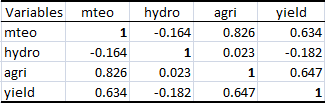 Variables mteo hydro agri yield
mteo 1 -0.164 0.826 0.634
hydro -0.164 1 0.023 -0.182
agri 0.826 0.023 1 0.647
yield 0.634 -0.182 0.647 1